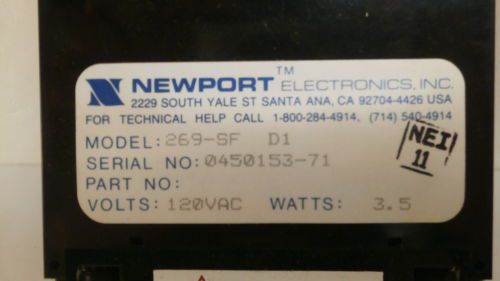 NEWPORT™ ELECTRONICS, INC.
2229 SOUTH YALE ST SANTA ANA, CA 92704-4426 USA
FOR TECHNICAL HELP CALL 1-800-284-4914, (714) 540-4914
MODEL: 269-SF D1
SERIAL NO: 0450153-71
PART NO:
VOLTS: 120VAC WATTS: 3.5
NEI
11